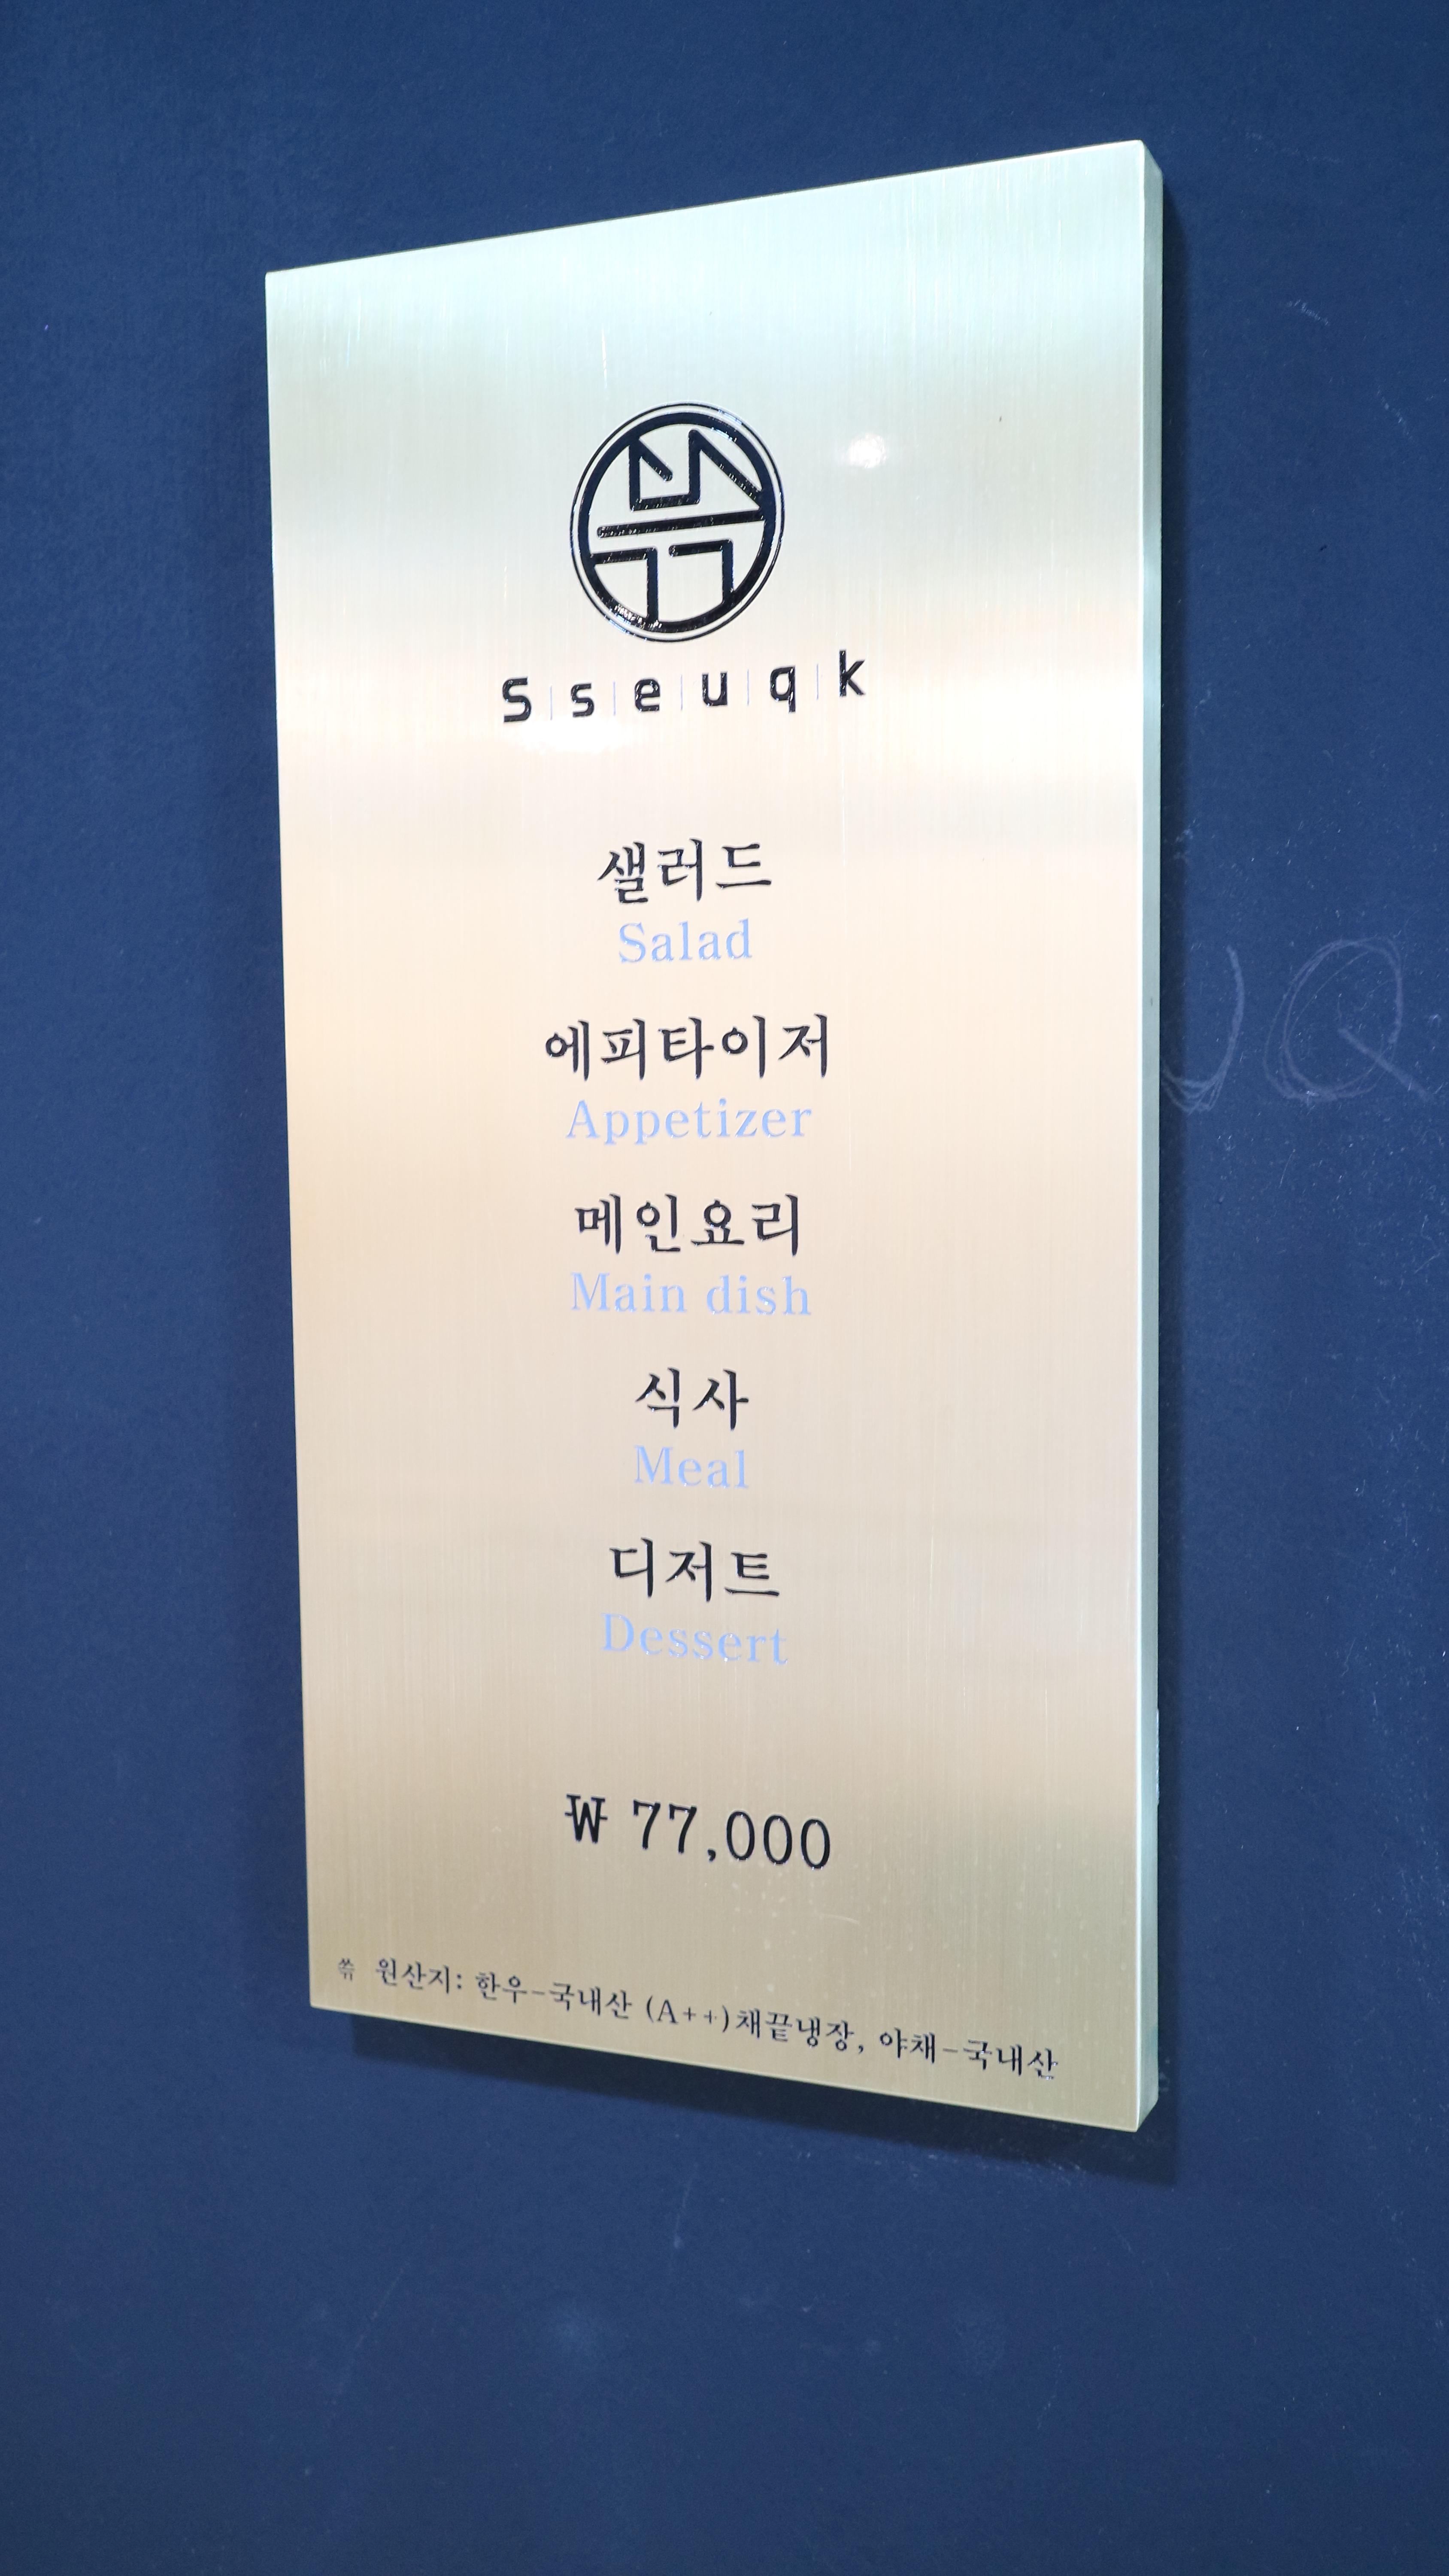 쓖
Sseuqk
샐러드
Salad
에피타이저
Appetizer
메인요리
Main dish
식사
Meal
디저트
Dessert
₩ 77,000
원산지: 한우-국내산 (A++)채끝냉장, 야채-국내산
UQ